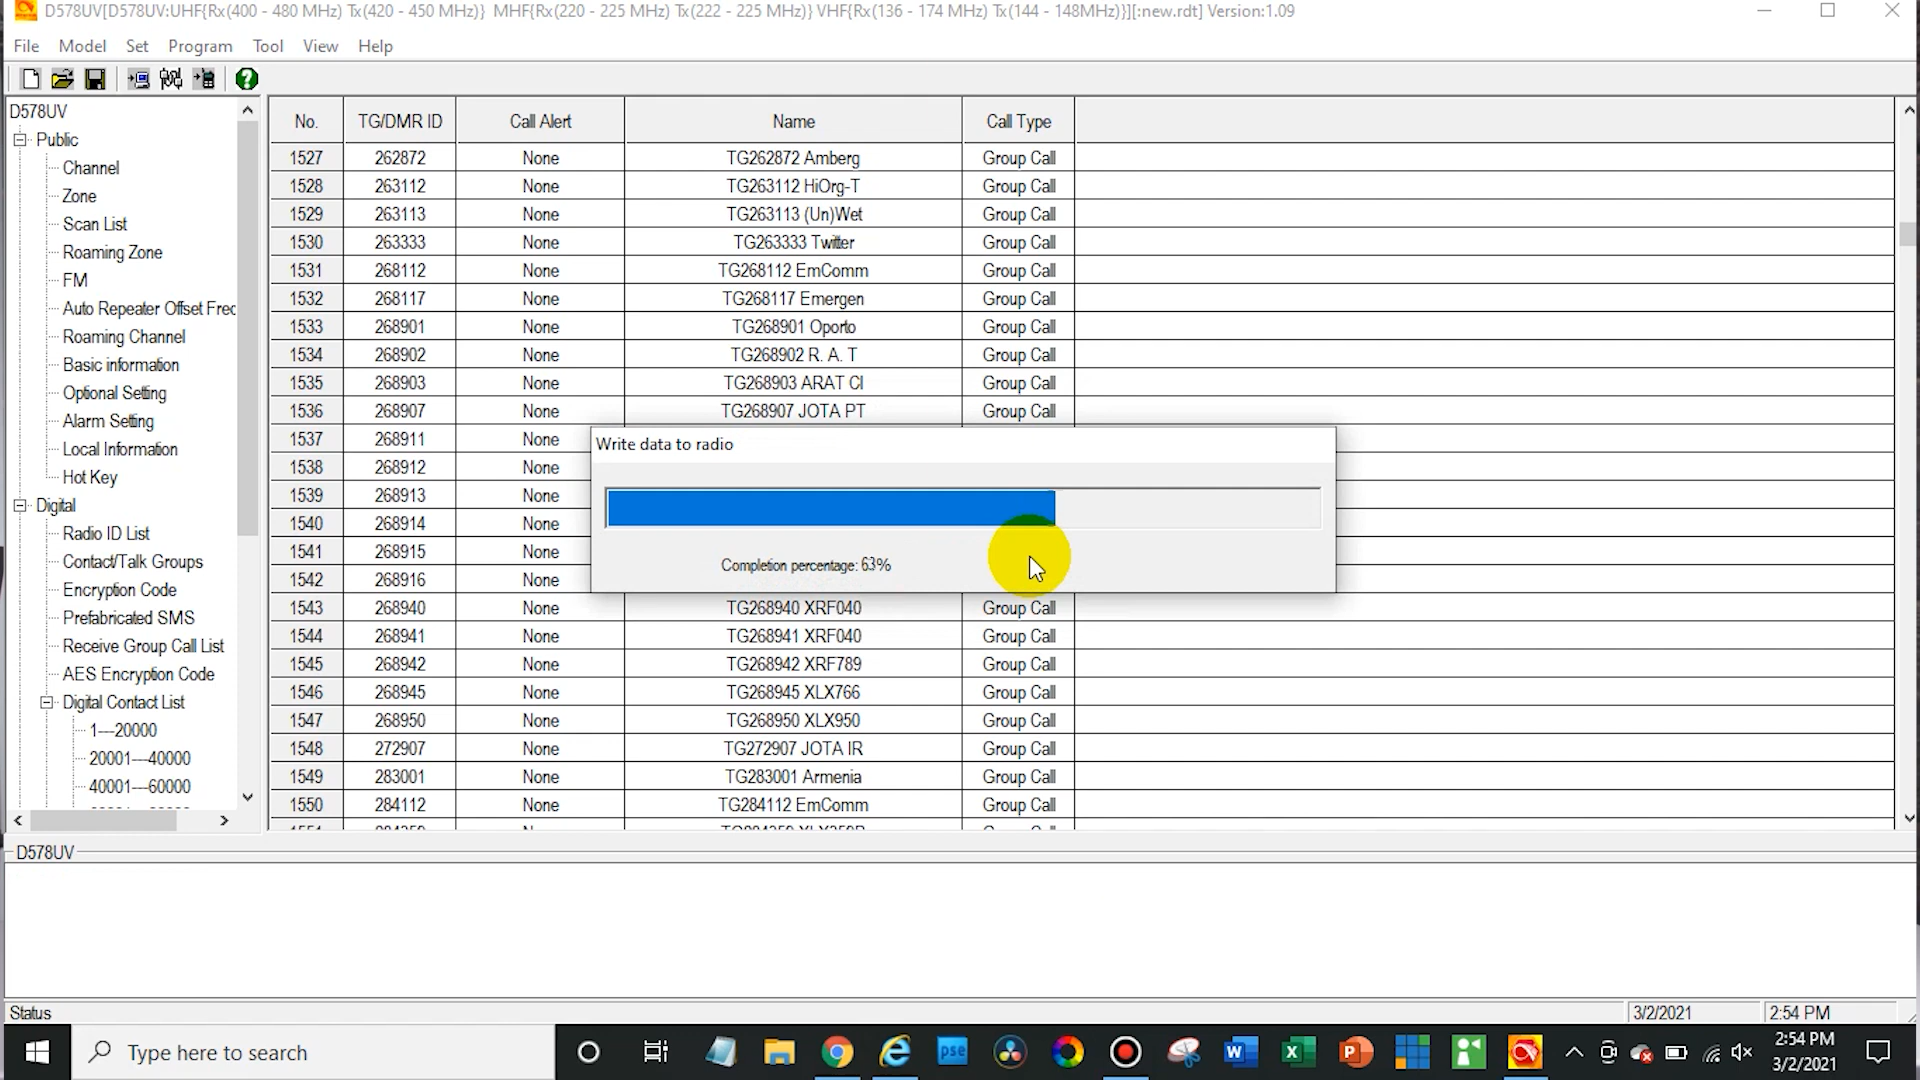 D578UV[D578UV:UHF{Rx(400 - 480 MHz) Tx(420 - 450 MHz)} MHF{Rx(220 - 225 MHz) Tx(222 - 225 MHz)} VHF{Rx(136 - 174 MHz) Tx(144 - 148MHz)}][:new.rdt] Version:1.09
File Model Set Program Tool View Help
D578UV
Public
Channel
Zone
Scan List
Roaming Zone
FM
Auto Repeater Offset Frec
Roaming Channel
Basic information
Optional Setting
Alarm Setting
Local Information
Hot Key
Digital
Radio ID List
Contact/Talk Groups
Encryption Code
Prefabricated SMS
Receive Group Call List
AES Encryption Code
Digital Contact List
1---20000
20001---40000
40001---60000
No. TG/DMR ID Call Alert Name Call Type
1527 262872 None TG262872 Amberg Group Call
1528 263112 None TG263112 HiOrg-T Group Call
1529 263113 None TG263113 (Un)Wet Group Call
1530 263333 None TG263333 Twitter Group Call
1531 268112 None TG268112 EmComm Group Call
1532 268117 None TG268117 Emergen Group Call
1533 268901 None TG268901 Oporto Group Call
1534 268902 None TG268902 R. A. T Group Call
1535 268903 None TG268903 ARAT Cl Group Call
1536 268907 None TG268907 JOTA PT Group Call
1537 268911 None
1538 268912 None
1539 268913 None
1540 268914 None
1541 268915 None
1542 268916 None
1543 268940 None TG268940 XRF040 Group Call
1544 268941 None TG268941 XRF040 Group Call
1545 268942 None TG268942 XRF789 Group Call
1546 268945 None TG268945 XLX766 Group Call
1547 268950 None TG268950 XLX950 Group Call
1548 272907 None TG272907 JOTA IR Group Call
1549 283001 None TG283001 Armenia Group Call
1550 284112 None TG284112 EmComm Group Call
Write data to radio
Completion percentage: 63%
D578UV
Status 3/2/2021 2:54 PM
Type here to search
pse
W
X
P
2:54 PM
3/2/2021